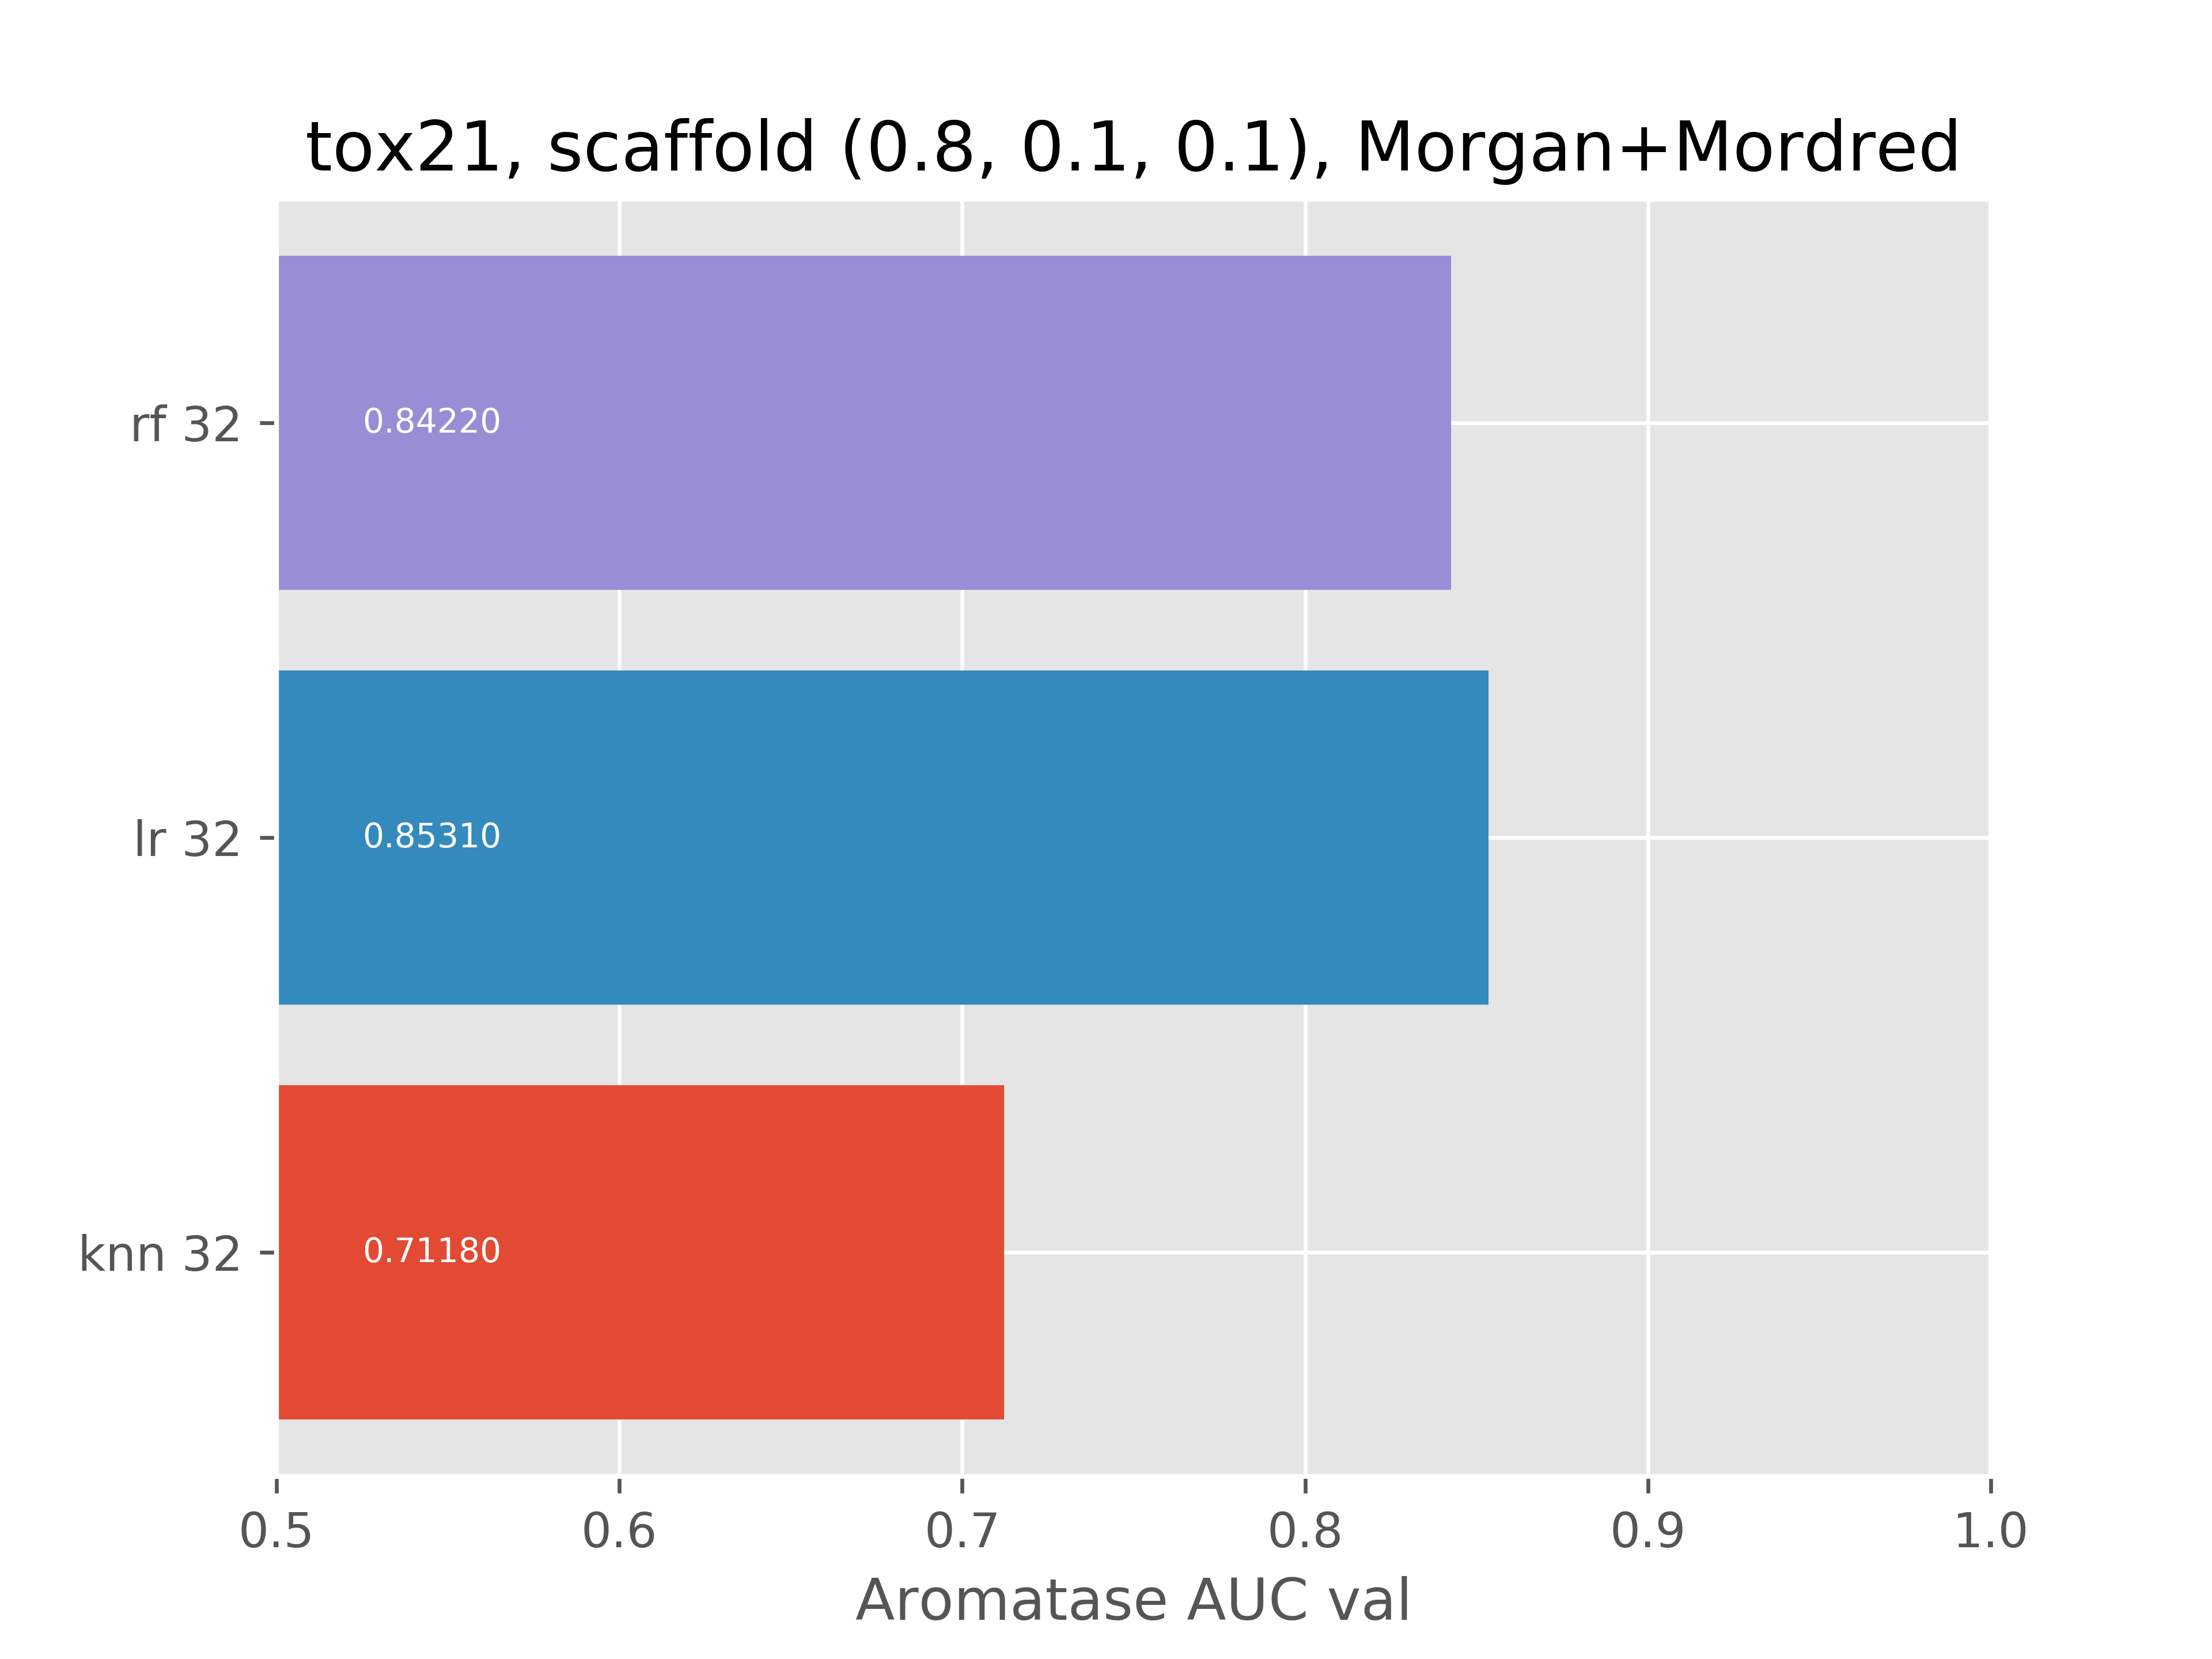 tox21, scaffold (0.8, 0.1, 0.1), Morgan+Mordred
rf 32
0.84220
lr 32
0.85310
knn 32
0.71180
0.5 0.6 0.7 0.8 0.9 1.0
Aromatase AUC val